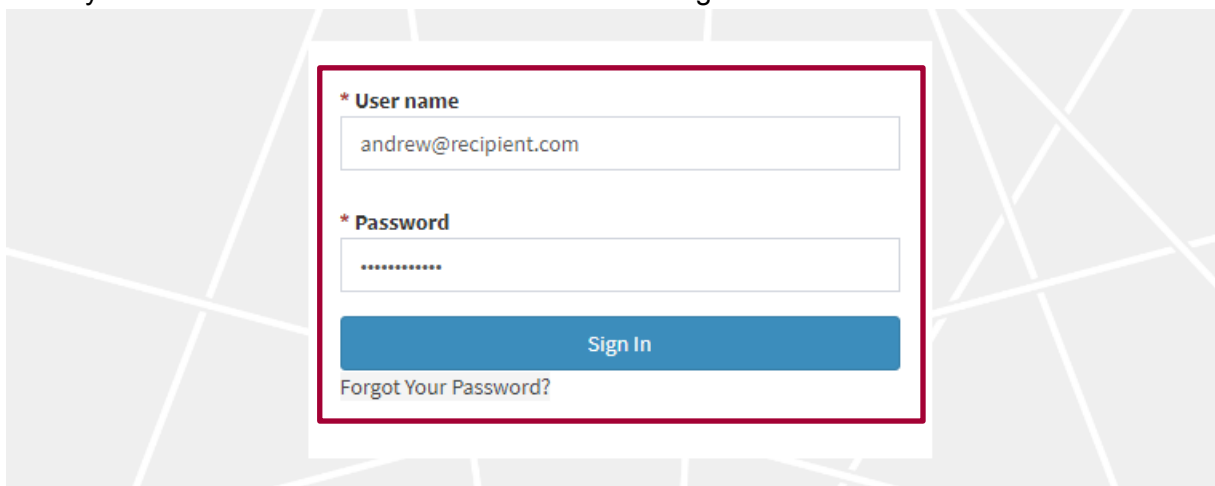 * User name
andrew@recipient.com
* Password
••••••••••••
Sign In
Forgot Your Password?